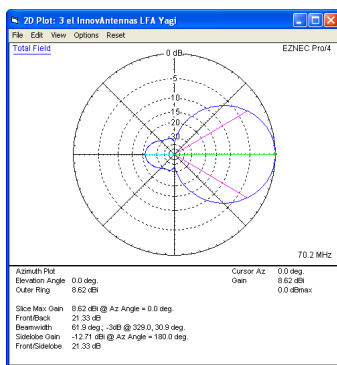 2D Plot: 3 el InnovAntennas LFA Yagi
File Edit View Options Reset
Total Field
EZNEC Pro/4
0 dB
-5
-10
-15
-20
-30
70.2 MHz
Azimuth Plot
Elevation Angle 0.0 deg.
Outer Ring 8.62 dBi
Cursor Az 0.0 deg.
Gain 8.62 dBi
0.0 dBmax
Slice Max Gain 8.62 dBi @ Az Angle = 0.0 deg.
Front/Back 21.33 dB
Beamwidth 61.9 deg.; -3dB @ 329.0, 30.9 deg.
Sidelobe Gain -12.71 dBi @ Az Angle = 180.0 deg.
Front/Sidelobe 21.33 dB